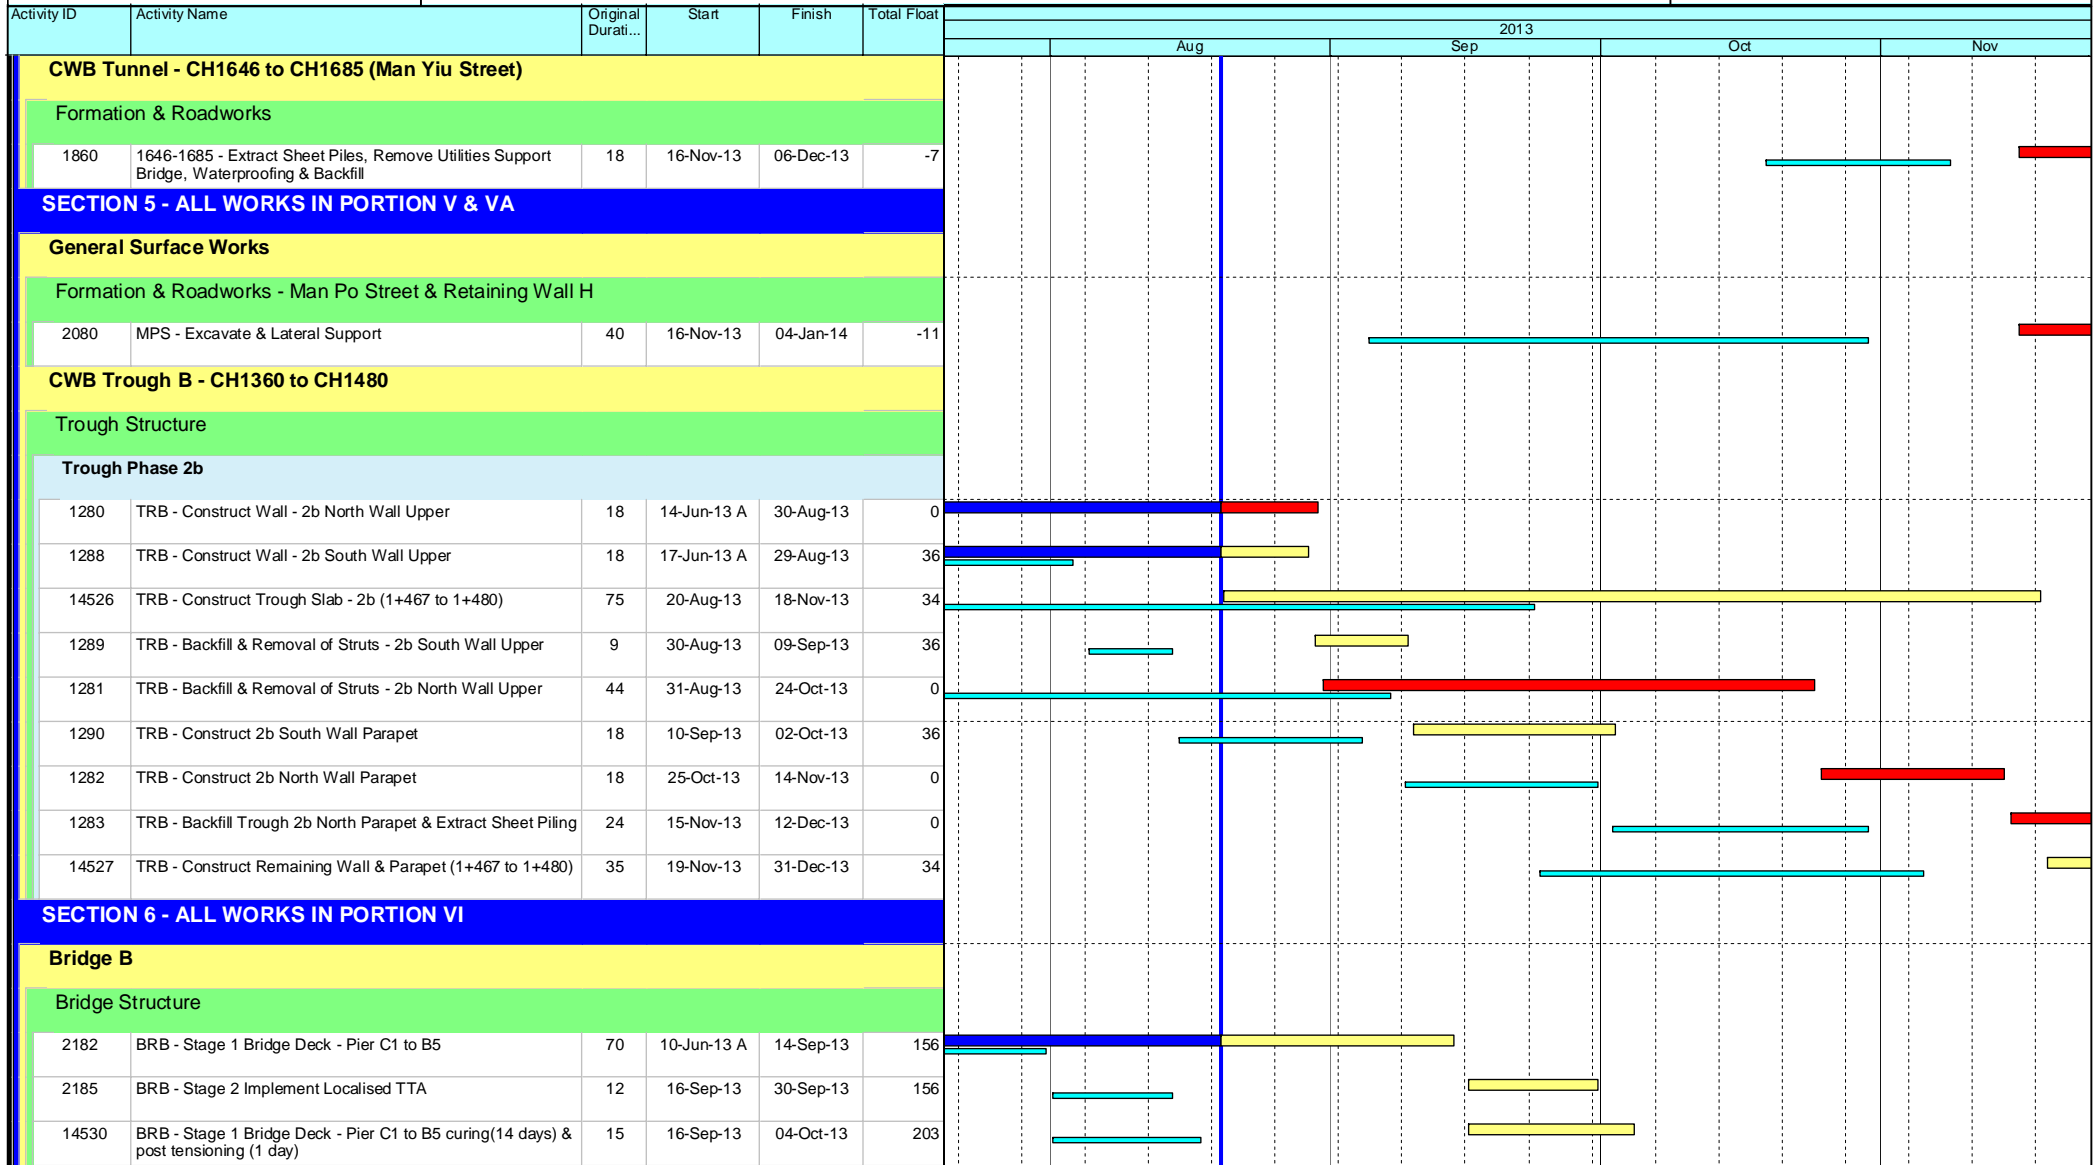 Activity ID Activity Name Original Start Finish Total Float
Durati...
2013
Aug Sep Oct Nov
CWB Tunnel - CH1646 to CH1685 (Man Yiu Street)
Formation & Roadworks
1860 1646-1685 - Extract Sheet Piles, Remove Utilities Support 18 16-Nov-13 06-Dec-13 -7
Bridge, Waterproofing & Backfill
SECTION 5 - ALL WORKS IN PORTION V & VA
General Surface Works
Formation & Roadworks - Man Po Street & Retaining Wall H
2080 MPS - Excavate & Lateral Support 40 16-Nov-13 04-Jan-14 -11
CWB Trough B - CH1360 to CH1480
Trough Structure
Trough Phase 2b
1280 TRB - Construct Wall - 2b North Wall Upper 18 14-Jun-13 A 30-Aug-13 0
1288 TRB - Construct Wall - 2b South Wall Upper 18 17-Jun-13 A 29-Aug-13 36
14526 TRB - Construct Trough Slab - 2b (1+467 to 1+480) 75 20-Aug-13 18-Nov-13 34
1289 TRB - Backfill & Removal of Struts - 2b South Wall Upper 9 30-Aug-13 09-Sep-13 36
1281 TRB - Backfill & Removal of Struts - 2b North Wall Upper 44 31-Aug-13 24-Oct-13 0
1290 TRB - Construct 2b South Wall Parapet 18 10-Sep-13 02-Oct-13 36
1282 TRB - Construct 2b North Wall Parapet 18 25-Oct-13 14-Nov-13 0
1283 TRB - Backfill Trough 2b North Parapet & Extract Sheet Piling 24 15-Nov-13 12-Dec-13 0
14527 TRB - Construct Remaining Wall & Parapet (1+467 to 1+480) 35 19-Nov-13 31-Dec-13 34
SECTION 6 - ALL WORKS IN PORTION VI
Bridge B
Bridge Structure
2182 BRB - Stage 1 Bridge Deck - Pier C1 to B5 70 10-Jun-13 A 14-Sep-13 156
2185 BRB - Stage 2 Implement Localised TTA 12 16-Sep-13 30-Sep-13 156
14530 BRB - Stage 1 Bridge Deck - Pier C1 to B5 curing(14 days) & 15 16-Sep-13 04-Oct-13 203
post tensioning (1 day)